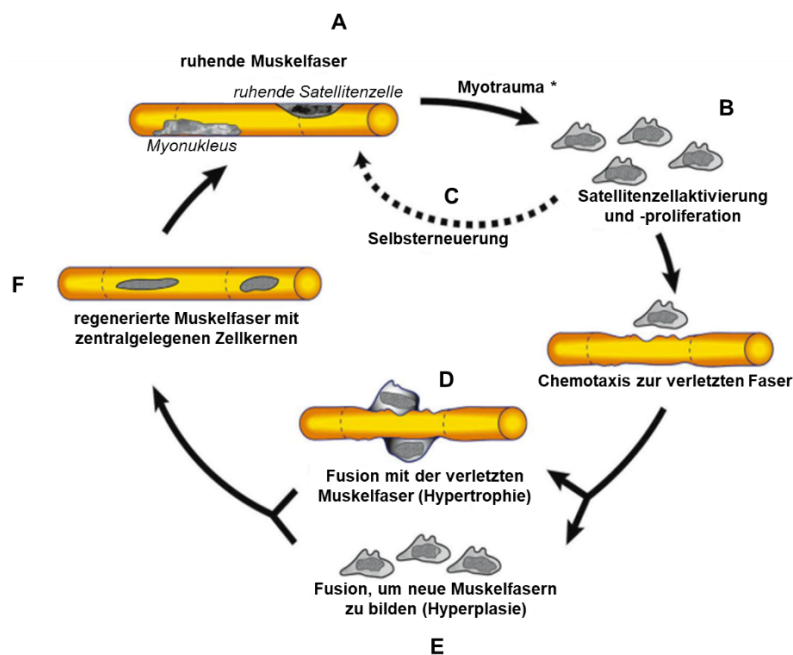 A
ruhende Muskelfaser
ruhende Satellitenzelle
Myonukleus
Myotrauma *
B
Satellitenzellaktivierung
und -proliferation
C
Selbsterneuerung
Chemotaxis zur verletzten Faser
D
Fusion mit der verletzten
Muskelfaser (Hypertrophie)
Fusion, um neue Muskelfasern
zu bilden (Hyperplasie)
E
F
regenerierte Muskelfaser mit
zentralgelegenen Zellkernen